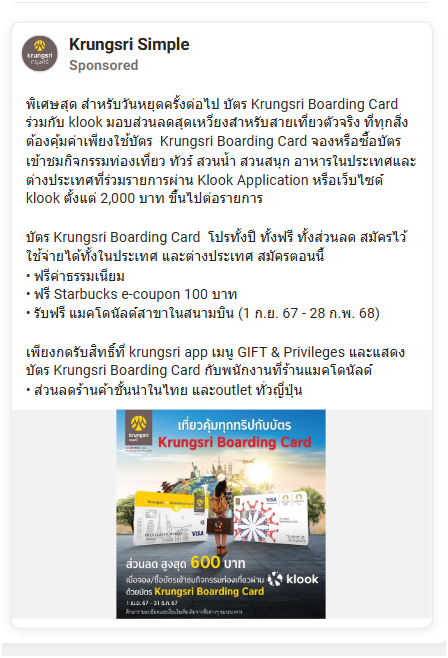 Krungsri Simple
Sponsored
krungsri
กรุงศรี
พิเศษสุด สำหรับวันหยุดครั้งต่อไป บัตร Krungsri Boarding Card
ร่วมกับ klook มอบส่วนลดสุดเหวี่ยงสำหรับสายเที่ยวตัวจริง ที่ทุกสิ่ง
ต้องคุ้มค่าเพียงใช้บัตร Krungsri Boarding Card จองหรือซื้อบัตร
เข้าชมกิจกรรมท่องเที่ยว ทัวร์ สวนน้ำ สวนสนุก อาหารในประเทศและ
ต่างประเทศที่ร่วมรายการผ่าน Klook Application หรือเว็บไซต์
klook ตั้งแต่ 2,000 บาท ขึ้นไปต่อรายการ
บัตร Krungsri Boarding Card โปรทั้งปี ทั้งฟรี ทั้งส่วนลด สมัครไว้
ใช้จ่ายได้ทั้งในประเทศ และต่างประเทศ สมัครตอนนี้
• ฟรีค่าธรรมเนียม
• ฟรี Starbucks e-coupon 100 บาท
• รับฟรี แมคโดนัลด์สาขาในสนามบิน (1 ก.ย. 67 - 28 ก.พ. 68)
เพียงกดรับสิทธิ์ที่ krungsri app เมนู GIFT & Privileges และแสดง
บัตร Krungsri Boarding Card กับพนักงานที่ร้านแมคโดนัลด์
• ส่วนลดร้านค้าชั้นนำในไทย และoutlet ทั่วญี่ปุ่น
krungsri
กรุงศรี
เที่ยวคุ้มทุกทริปกับบัตร
Krungsri Boarding Card
Krungsri Boarding Card
VISA
VISA
ส่วนลด สูงสุด 600 บาท
เมื่อจอง/ซื้อบัตรเข้าชมกิจกรรมท่องเที่ยวผ่าน klook
ด้วยบัตร Krungsri Boarding Card
1 เม.ย. 67 - 31 ธ.ค. 67